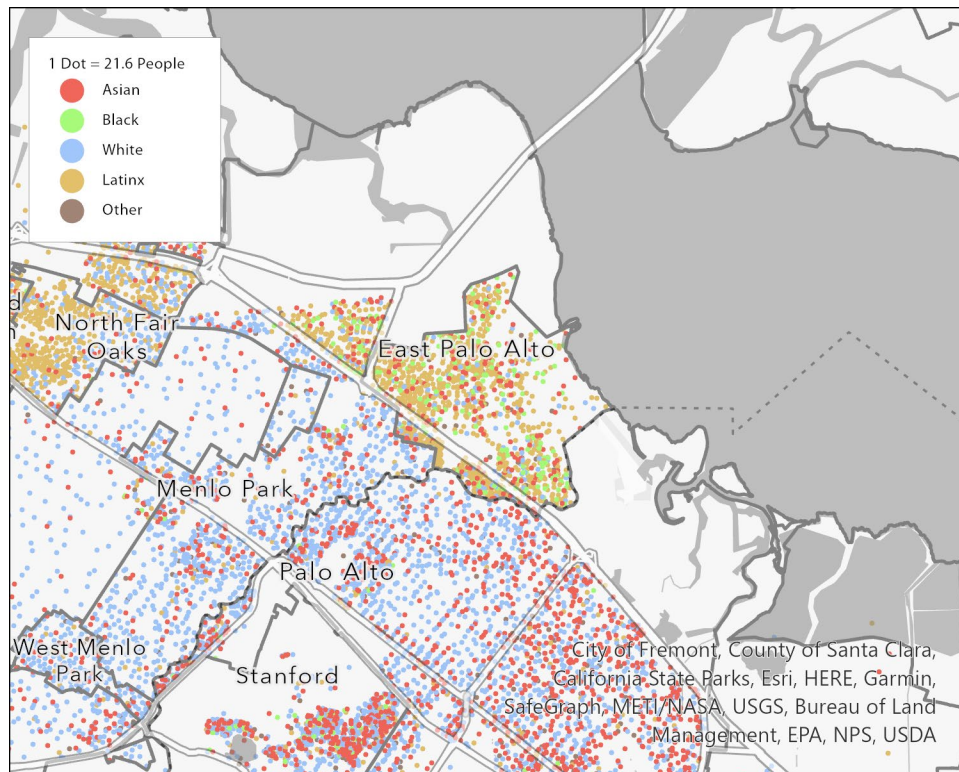 1 Dot = 21.6 People
Asian
Black
White
Latinx
Other
North Fair
Oaks
East Palo Alto
Menlo Park
Palo Alto
West Menlo
Park
Stanford
City of Fremont, County of Santa Clara,
California State Parks, Esri, HERE, Garmin,
SafeGraph, METI/NASA, USGS, Bureau of Land
Management, EPA, NPS, USDA